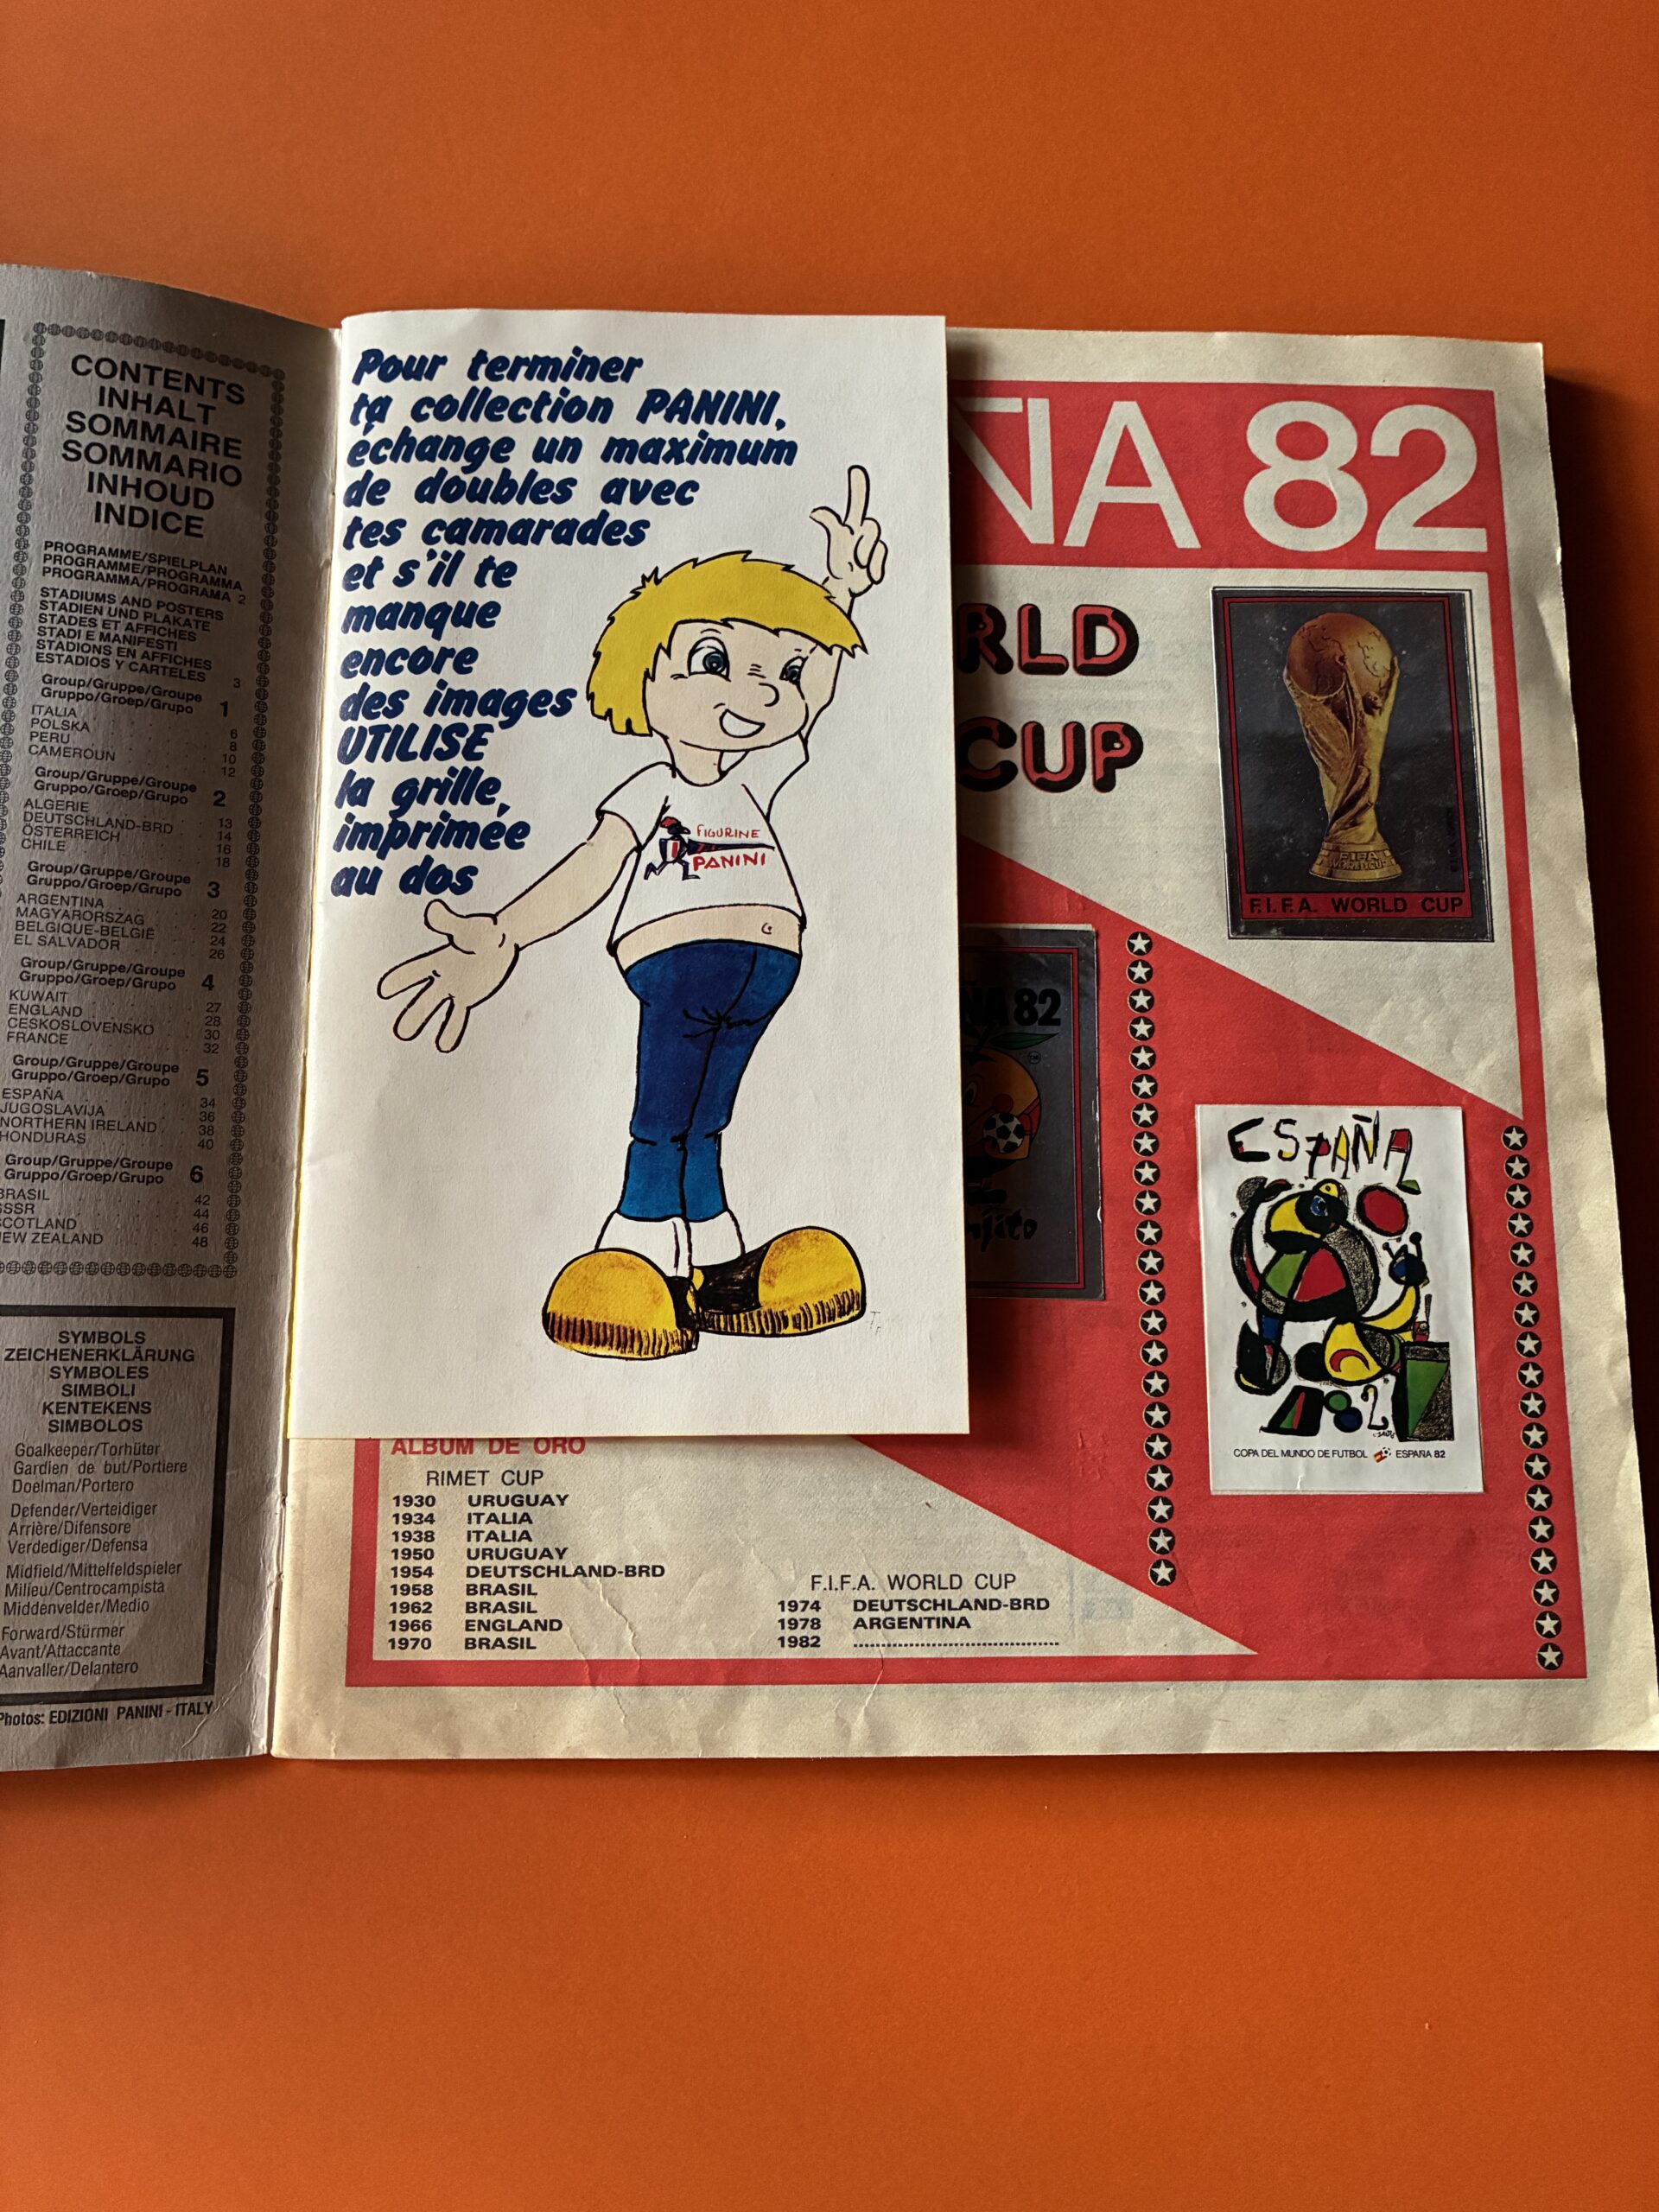 CONTENTS
INHALT
SOMMAIRE
SOMMARIO
INHOUD
INDICE
PROGRAMME/SPIELPLAN
PROGRAMME/PROGRAMMA
PROGRAMMA/PROGRAMA 2
STADIUMS AND POSTERS
STADIEN UND PLAKATE
STADES ET AFFICHES
STADI E MANIFESTI
STADIONS EN AFFICHES
ESTADIOS Y CARTELES 3
Group/Gruppe/Groupe
Gruppo/Groep/Grupo 1
ITALIA 6
POLSKA 8
PERU 10
CAMEROUN 12
Group/Gruppe/Groupe
Gruppo/Groep/Grupo 2
ALGERIE 13
DEUTSCHLAND-BRD 14
ÖSTERREICH 16
CHILE 18
Group/Gruppe/Groupe
Gruppo/Groep/Grupo 3
ARGENTINA 20
MAGYARORSZAG 22
BELGIQUE-BELGIË 24
EL SALVADOR 26
Group/Gruppe/Groupe
Gruppo/Groep/Grupo 4
KUWAIT 27
ENGLAND 28
CESKOSLOVENSKO 30
FRANCE 32
Group/Gruppe/Groupe
Gruppo/Groep/Grupo 5
ESPAÑA 34
JUGOSLAVIJA 36
NORTHERN IRELAND 38
HONDURAS 40
Group/Gruppe/Groupe
Gruppo/Groep/Grupo 6
BRASIL 42
SSSR 44
SCOTLAND 46
NEW ZEALAND 48
SYMBOLS
ZEICHENERKLÄRUNG
SYMBOLES
SIMBOLI
KENTEKENS
SIMBOLOS
Goalkeeper/Torhüter
Gardien de but/Portiere
Doelman/Portero
Defender/Verteidiger
Arrière/Difensore
Verdediger/Defensa
Midfield/Mittelfeldspieler
Milieu/Centrocampista
Middenvelder/Medio
Forward/Stürmer
Avant/Attaccante
Aanvaller/Delantero
Photos: EDIZIONI PANINI - ITALY
Pour terminer
ta collection PANINI,
échange un maximum
de doubles avec
tes camarades
et s'il te
manque
encore
des images
UTILISE
la grille,
imprimée
au dos
FIGURINE
PANINI
ÑA 82
RLD
CUP
FIFA
WORLD CUP
F.I.F.A. WORLD CUP
NA 82
njito
ESPAÑA
82
COPA DEL MUNDO DE FUTBOL ESPAÑA 82
ALBUM DE ORO
RIMET CUP
1930 URUGUAY
1934 ITALIA
1938 ITALIA
1950 URUGUAY
1954 DEUTSCHLAND-BRD
1958 BRASIL
1962 BRASIL
1966 ENGLAND
1970 BRASIL
F.I.F.A. WORLD CUP
1974 DEUTSCHLAND-BRD
1978 ARGENTINA
1982